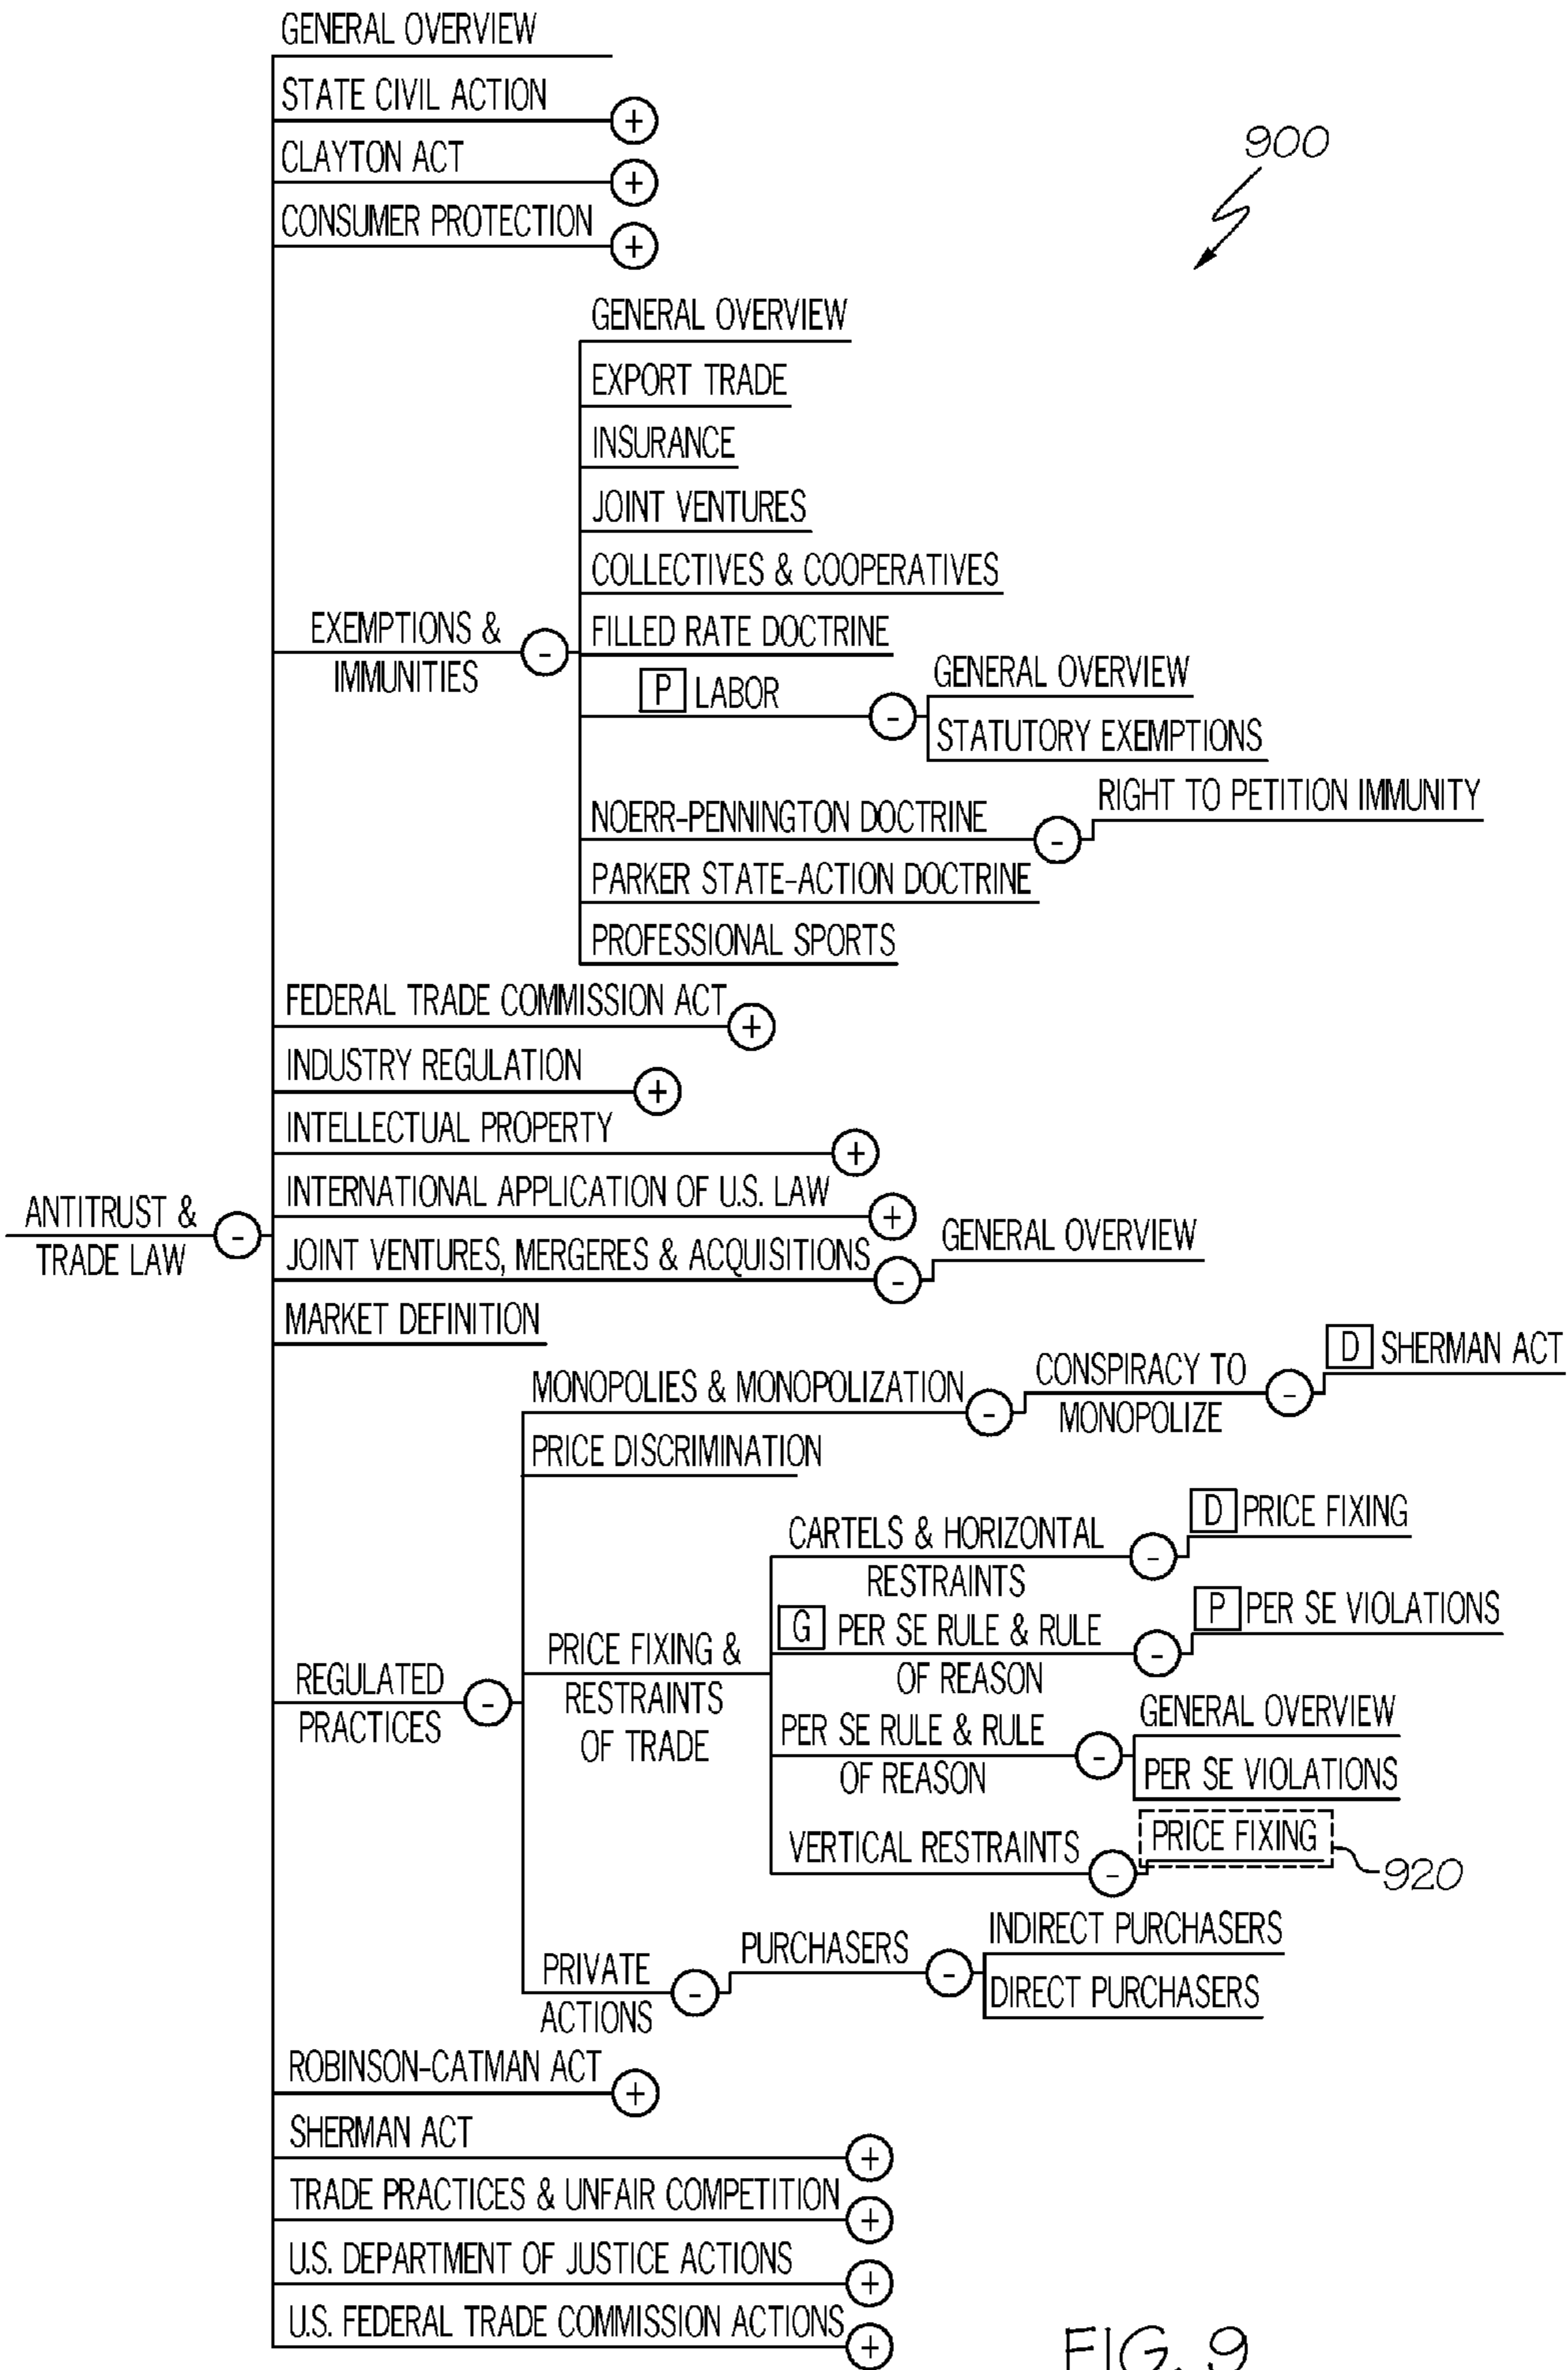 GENERAL OVERVIEW
STATE CIVIL ACTION
+
CLAYTON ACT
+
CONSUMER PROTECTION
+
900
GENERAL OVERVIEW
EXPORT TRADE
INSURANCE
JOINT VENTURES
COLLECTIVES & COOPERATIVES
EXEMPTIONS &
IMMUNITIES
-
FILLED RATE DOCTRINE
P LABOR
-
GENERAL OVERVIEW
STATUTORY EXEMPTIONS
NOERR-PENNINGTON DOCTRINE
-
RIGHT TO PETITION IMMUNITY
PARKER STATE-ACTION DOCTRINE
PROFESSIONAL SPORTS
FEDERAL TRADE COMMISSION ACT
+
INDUSTRY REGULATION
+
INTELLECTUAL PROPERTY
+
ANTITRUST &
TRADE LAW
-
INTERNATIONAL APPLICATION OF U.S. LAW
+
JOINT VENTURES, MERGERES & ACQUISITIONS
-
GENERAL OVERVIEW
MARKET DEFINITION
MONOPOLIES & MONOPOLIZATION
-
CONSPIRACY TO
MONOPOLIZE
-
D SHERMAN ACT
PRICE DISCRIMINATION
CARTELS & HORIZONTAL
RESTRAINTS
-
D PRICE FIXING
G PER SE RULE & RULE
OF REASON
-
P PER SE VIOLATIONS
REGULATED
PRACTICES
-
PRICE FIXING &
RESTRAINTS
OF TRADE
PER SE RULE & RULE
OF REASON
-
GENERAL OVERVIEW
PER SE VIOLATIONS
VERTICAL RESTRAINTS
-
PRICE FIXING
920
PRIVATE
ACTIONS
-
PURCHASERS
-
INDIRECT PURCHASERS
DIRECT PURCHASERS
ROBINSON-CATMAN ACT
+
SHERMAN ACT
+
TRADE PRACTICES & UNFAIR COMPETITION
+
U.S. DEPARTMENT OF JUSTICE ACTIONS
+
U.S. FEDERAL TRADE COMMISSION ACTIONS
+
FIG. 9